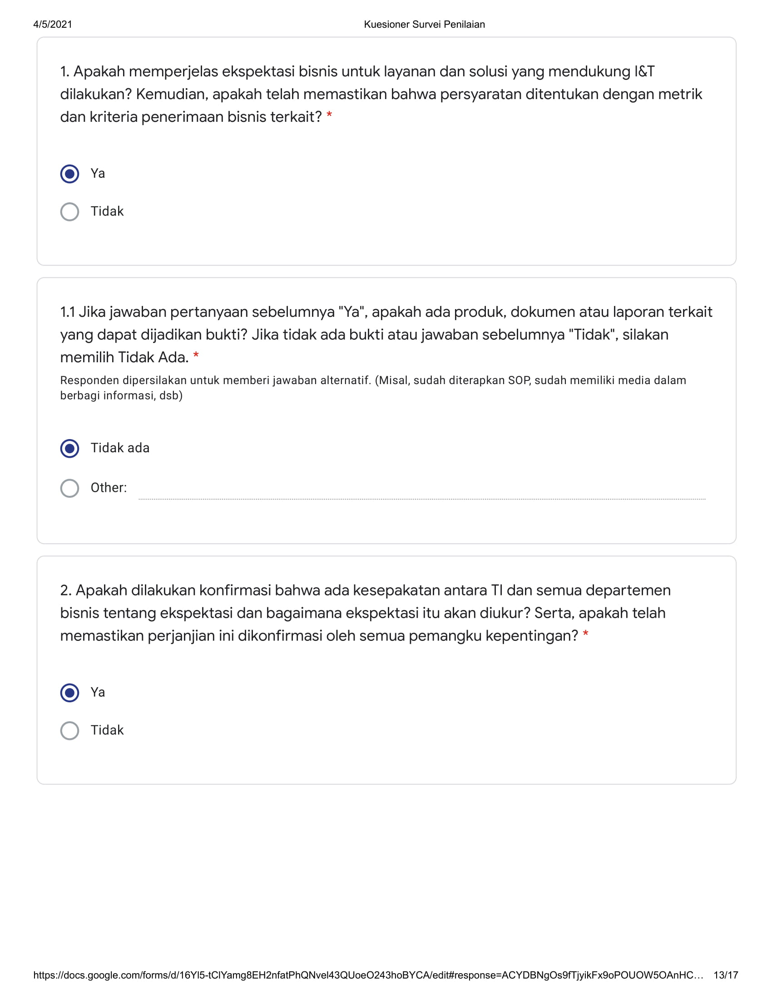 4/5/2021 Kuesioner Survei Penilaian
1. Apakah memperjelas ekspektasi bisnis untuk layanan dan solusi yang mendukung I&T
dilakukan? Kemudian, apakah telah memastikan bahwa persyaratan ditentukan dengan metrik
dan kriteria penerimaan bisnis terkait? *
Ya
Tidak
1.1 Jika jawaban pertanyaan sebelumnya "Ya", apakah ada produk, dokumen atau laporan terkait
yang dapat dijadikan bukti? Jika tidak ada bukti atau jawaban sebelumnya "Tidak", silakan
memilih Tidak Ada. *
Responden dipersilakan untuk memberi jawaban alternatif. (Misal, sudah diterapkan SOP, sudah memiliki media dalam
berbagi informasi, dsb)
Tidak ada
Other:
2. Apakah dilakukan konfirmasi bahwa ada kesepakatan antara TI dan semua departemen
bisnis tentang ekspektasi dan bagaimana ekspektasi itu akan diukur? Serta, apakah telah
memastikan perjanjian ini dikonfirmasi oleh semua pemangku kepentingan? *
Ya
Tidak
https://docs.google.com/forms/d/16Yl5-tClYamg8EH2nfatPhQNvel43QUoeO243hoBYCA/edit#response=ACYDBNgOs9fTjyikFx9oPOUOW5OAnHC… 13/17